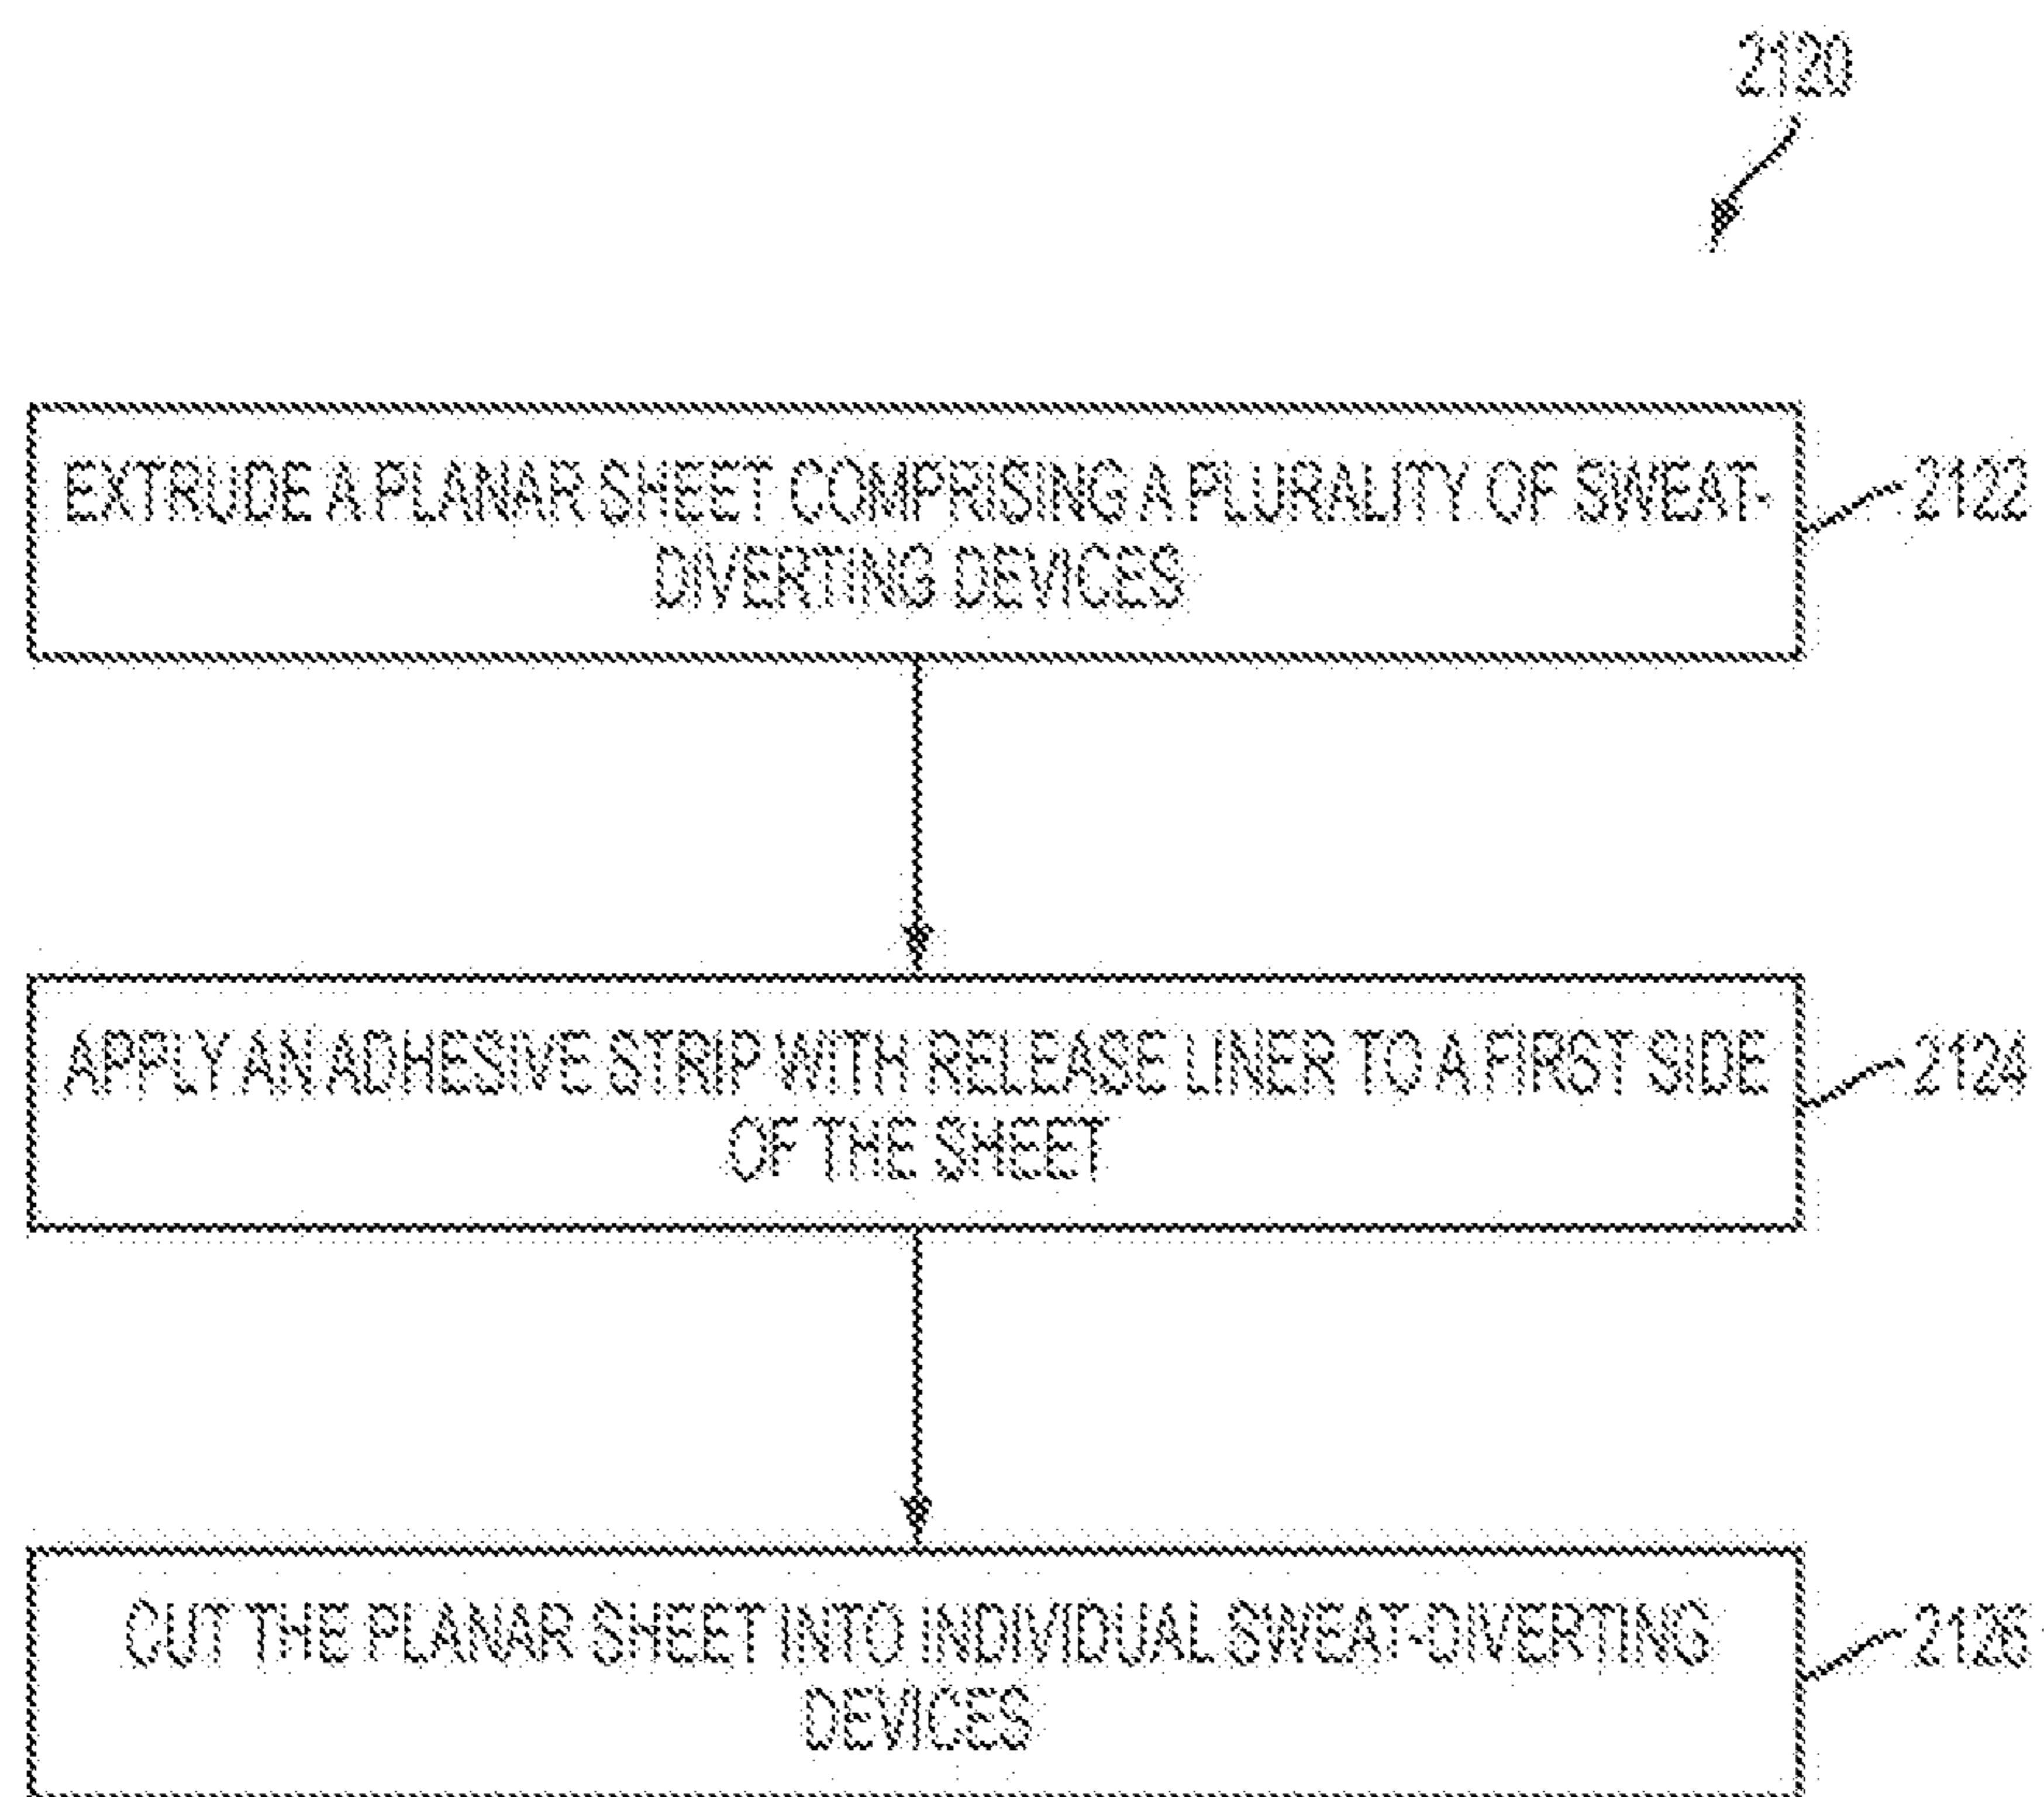 2120
EXTRUDE A PLANAR SHEET COMPRISING A PLURALITY OF SWEAT-
DIVERTING DEVICES
2122
APPLY AN ADHESIVE STRIP WITH RELEASE LINER TO A FIRST SIDE
OF THE SHEET
2124
CUT THE PLANAR SHEET INTO INDIVIDUAL SWEAT-DIVERTING
DEVICES
2126